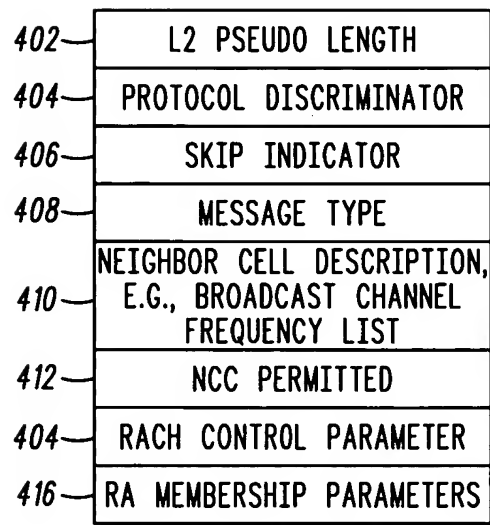 402 L2 PSEUDO LENGTH
404 PROTOCOL DISCRIMINATOR
406 SKIP INDICATOR
408 MESSAGE TYPE
NEIGHBOR CELL DESCRIPTION,
410 E.G., BROADCAST CHANNEL
FREQUENCY LIST
412 NCC PERMITTED
404 RACH CONTROL PARAMETER
416 RA MEMBERSHIP PARAMETERS